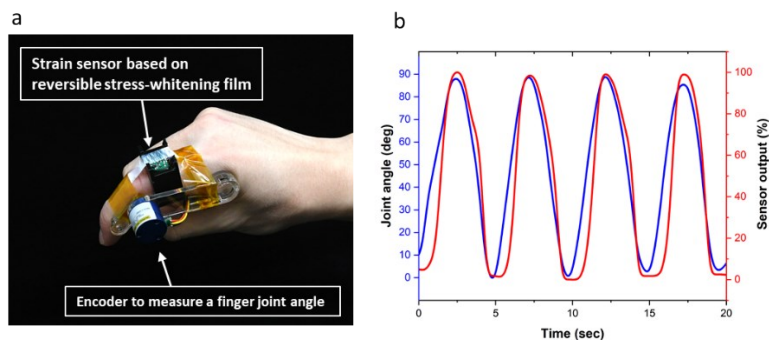 a
Strain sensor based on
reversible stress-whitening film
Encoder to measure a finger joint angle
b
Joint angle (deg)
90
80
70
60
50
40
30
20
10
0
100
80
60
40
20
0
Sensor output (%)
0 5 10 15 20
Time (sec)